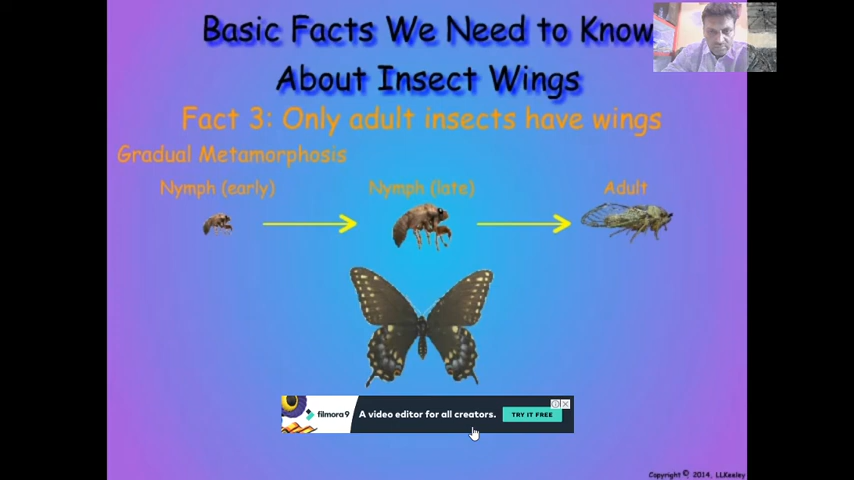 Basic Facts We Need to Know
About Insect Wings
Fact 3: Only adult insects have wings
Gradual Metamorphosis
Nymph (early)
Nymph (late)
Adult
filmora9
A video editor for all creators.
TRY IT FREE
Copyright © 2014, LLKeeley